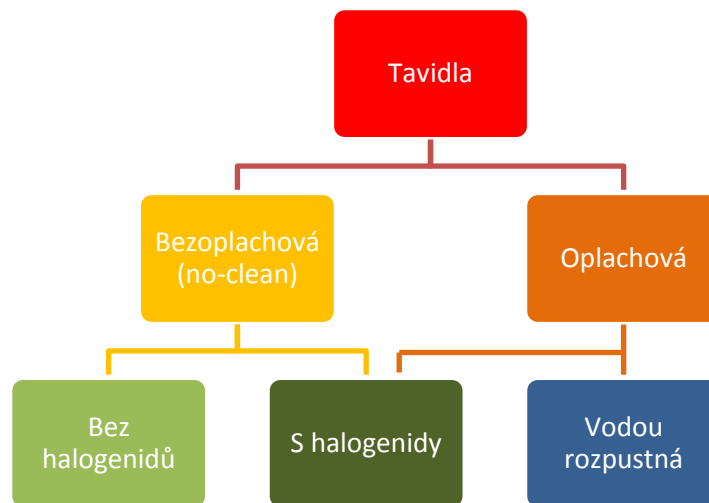 Tavidla
Bezoplachová
(no-clean)
Oplachová
Bez
halogenidů
S halogenidy
Vodou
rozpustná